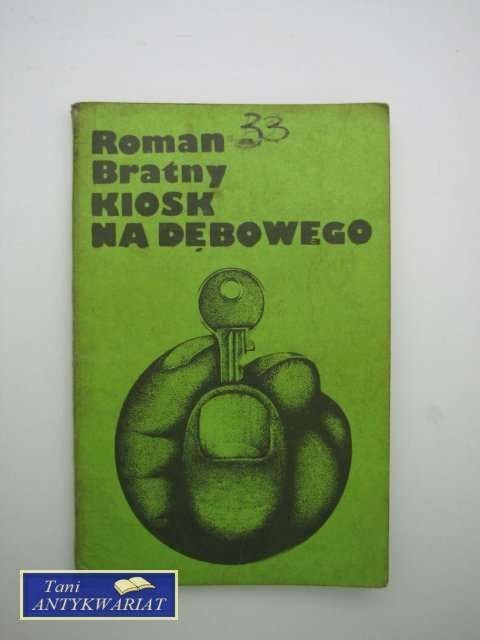 Roman 33
Bratny
KIOSK
NA DĘBOWEGO
Tani
ANTYKWARIAT